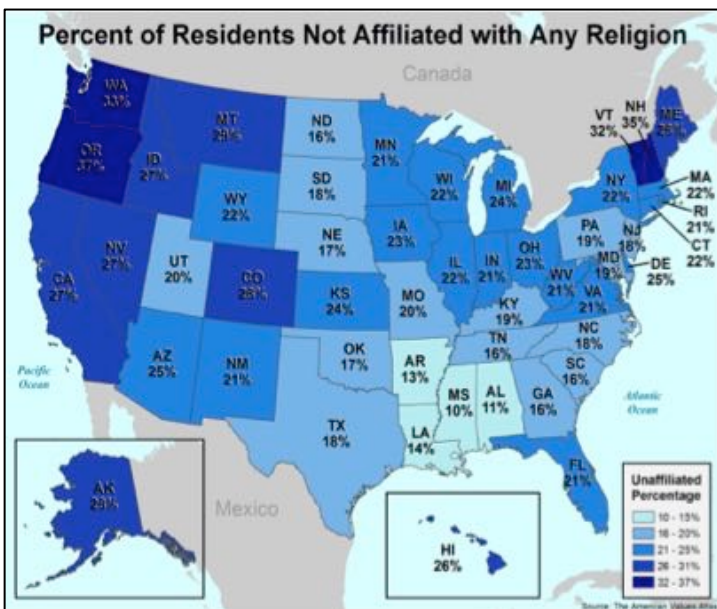 Percent of Residents Not Affiliated with Any Religion
Canada
WA
33%
OR
37%
MT
29%
ID
27%
ND
16%
MN
21%
SD
18%
WY
22%
WI
22%
MI
24%
VT
32%
NH
35%
ME
NY
22%
MA
22%
RI
21%
CT
22%
NJ
18%
PA
19%
MD
19%
DE
25%
NE
17%
IA
23%
IL
22%
IN
21%
OH
23%
WV
21%
VA
21%
CA
27%
NV
27%
UT
20%
CO
KS
24%
MO
20%
KY
19%
NC
18%
TN
16%
SC
16%
AZ
25%
NM
21%
OK
17%
AR
13%
MS
10%
AL
11%
GA
16%
TX
18%
LA
14%
FL
21%
Pacific
Ocean
Atlantic
Ocean
Mexico
AK
HI
26%
Unaffiliated
Percentage
10 - 15%
16 - 20%
21 - 25%
26 - 31%
32 - 37%
Source: The American Values Atlas